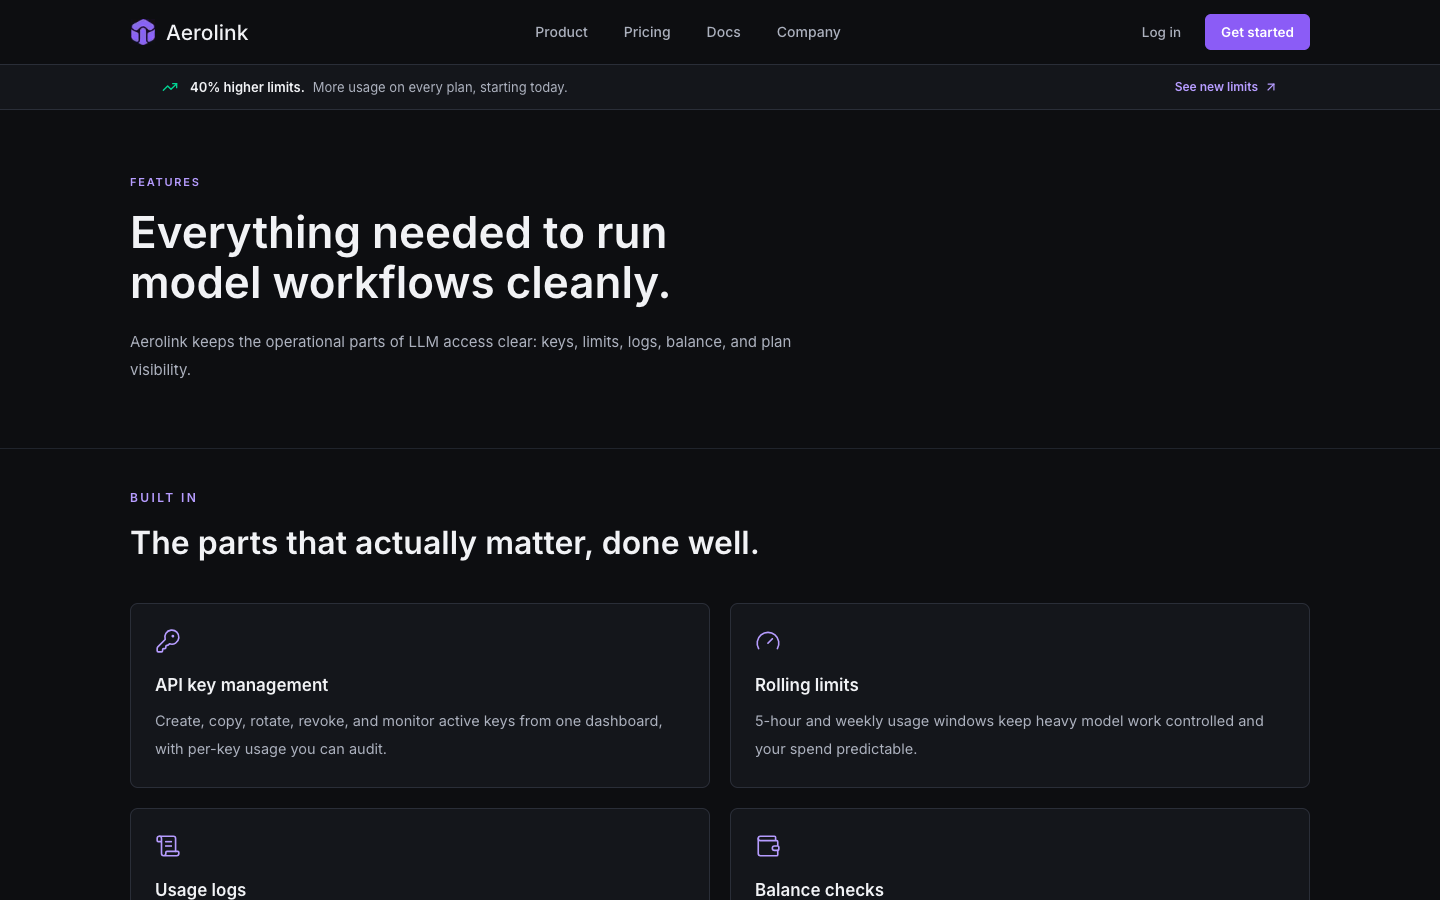 Aerolink
Product
Pricing
Docs
Company
Log in
Get started
40% higher limits. More usage on every plan, starting today.
See new limits
FEATURES
Everything needed to run
model workflows cleanly.
Aerolink keeps the operational parts of LLM access clear: keys, limits, logs, balance, and plan
visibility.
BUILT IN
The parts that actually matter, done well.
API key management
Create, copy, rotate, revoke, and monitor active keys from one dashboard,
with per-key usage you can audit.
Rolling limits
5-hour and weekly usage windows keep heavy model work controlled and
your spend predictable.
Usage logs
Balance checks